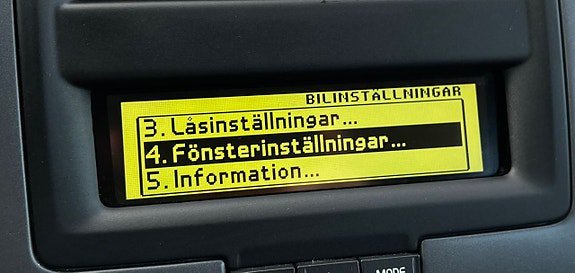 BILINSTÄLLNINGAR
3. Låsinställningar...
4. Fönsterinställningar...
5. Information...
MODE